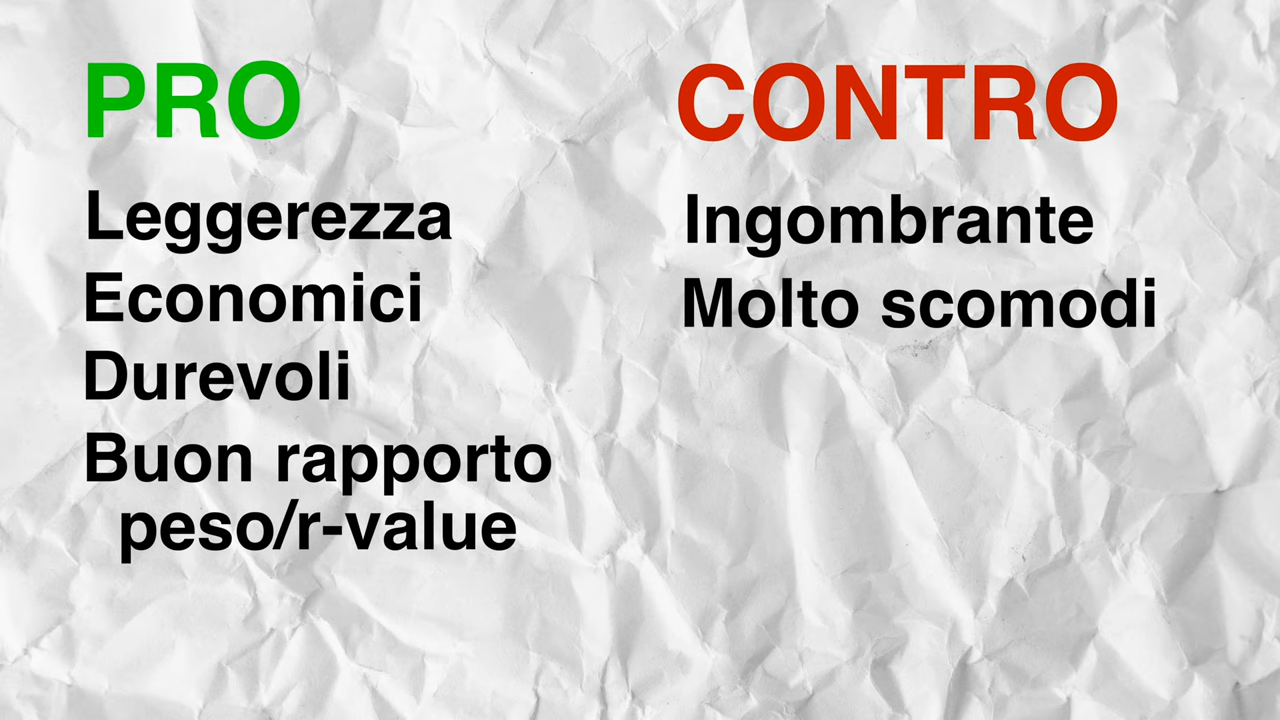 PRO
Leggerezza
Economici
Durevoli
Buon rapporto
peso/r-value
CONTRO
Ingombrante
Molto scomodi